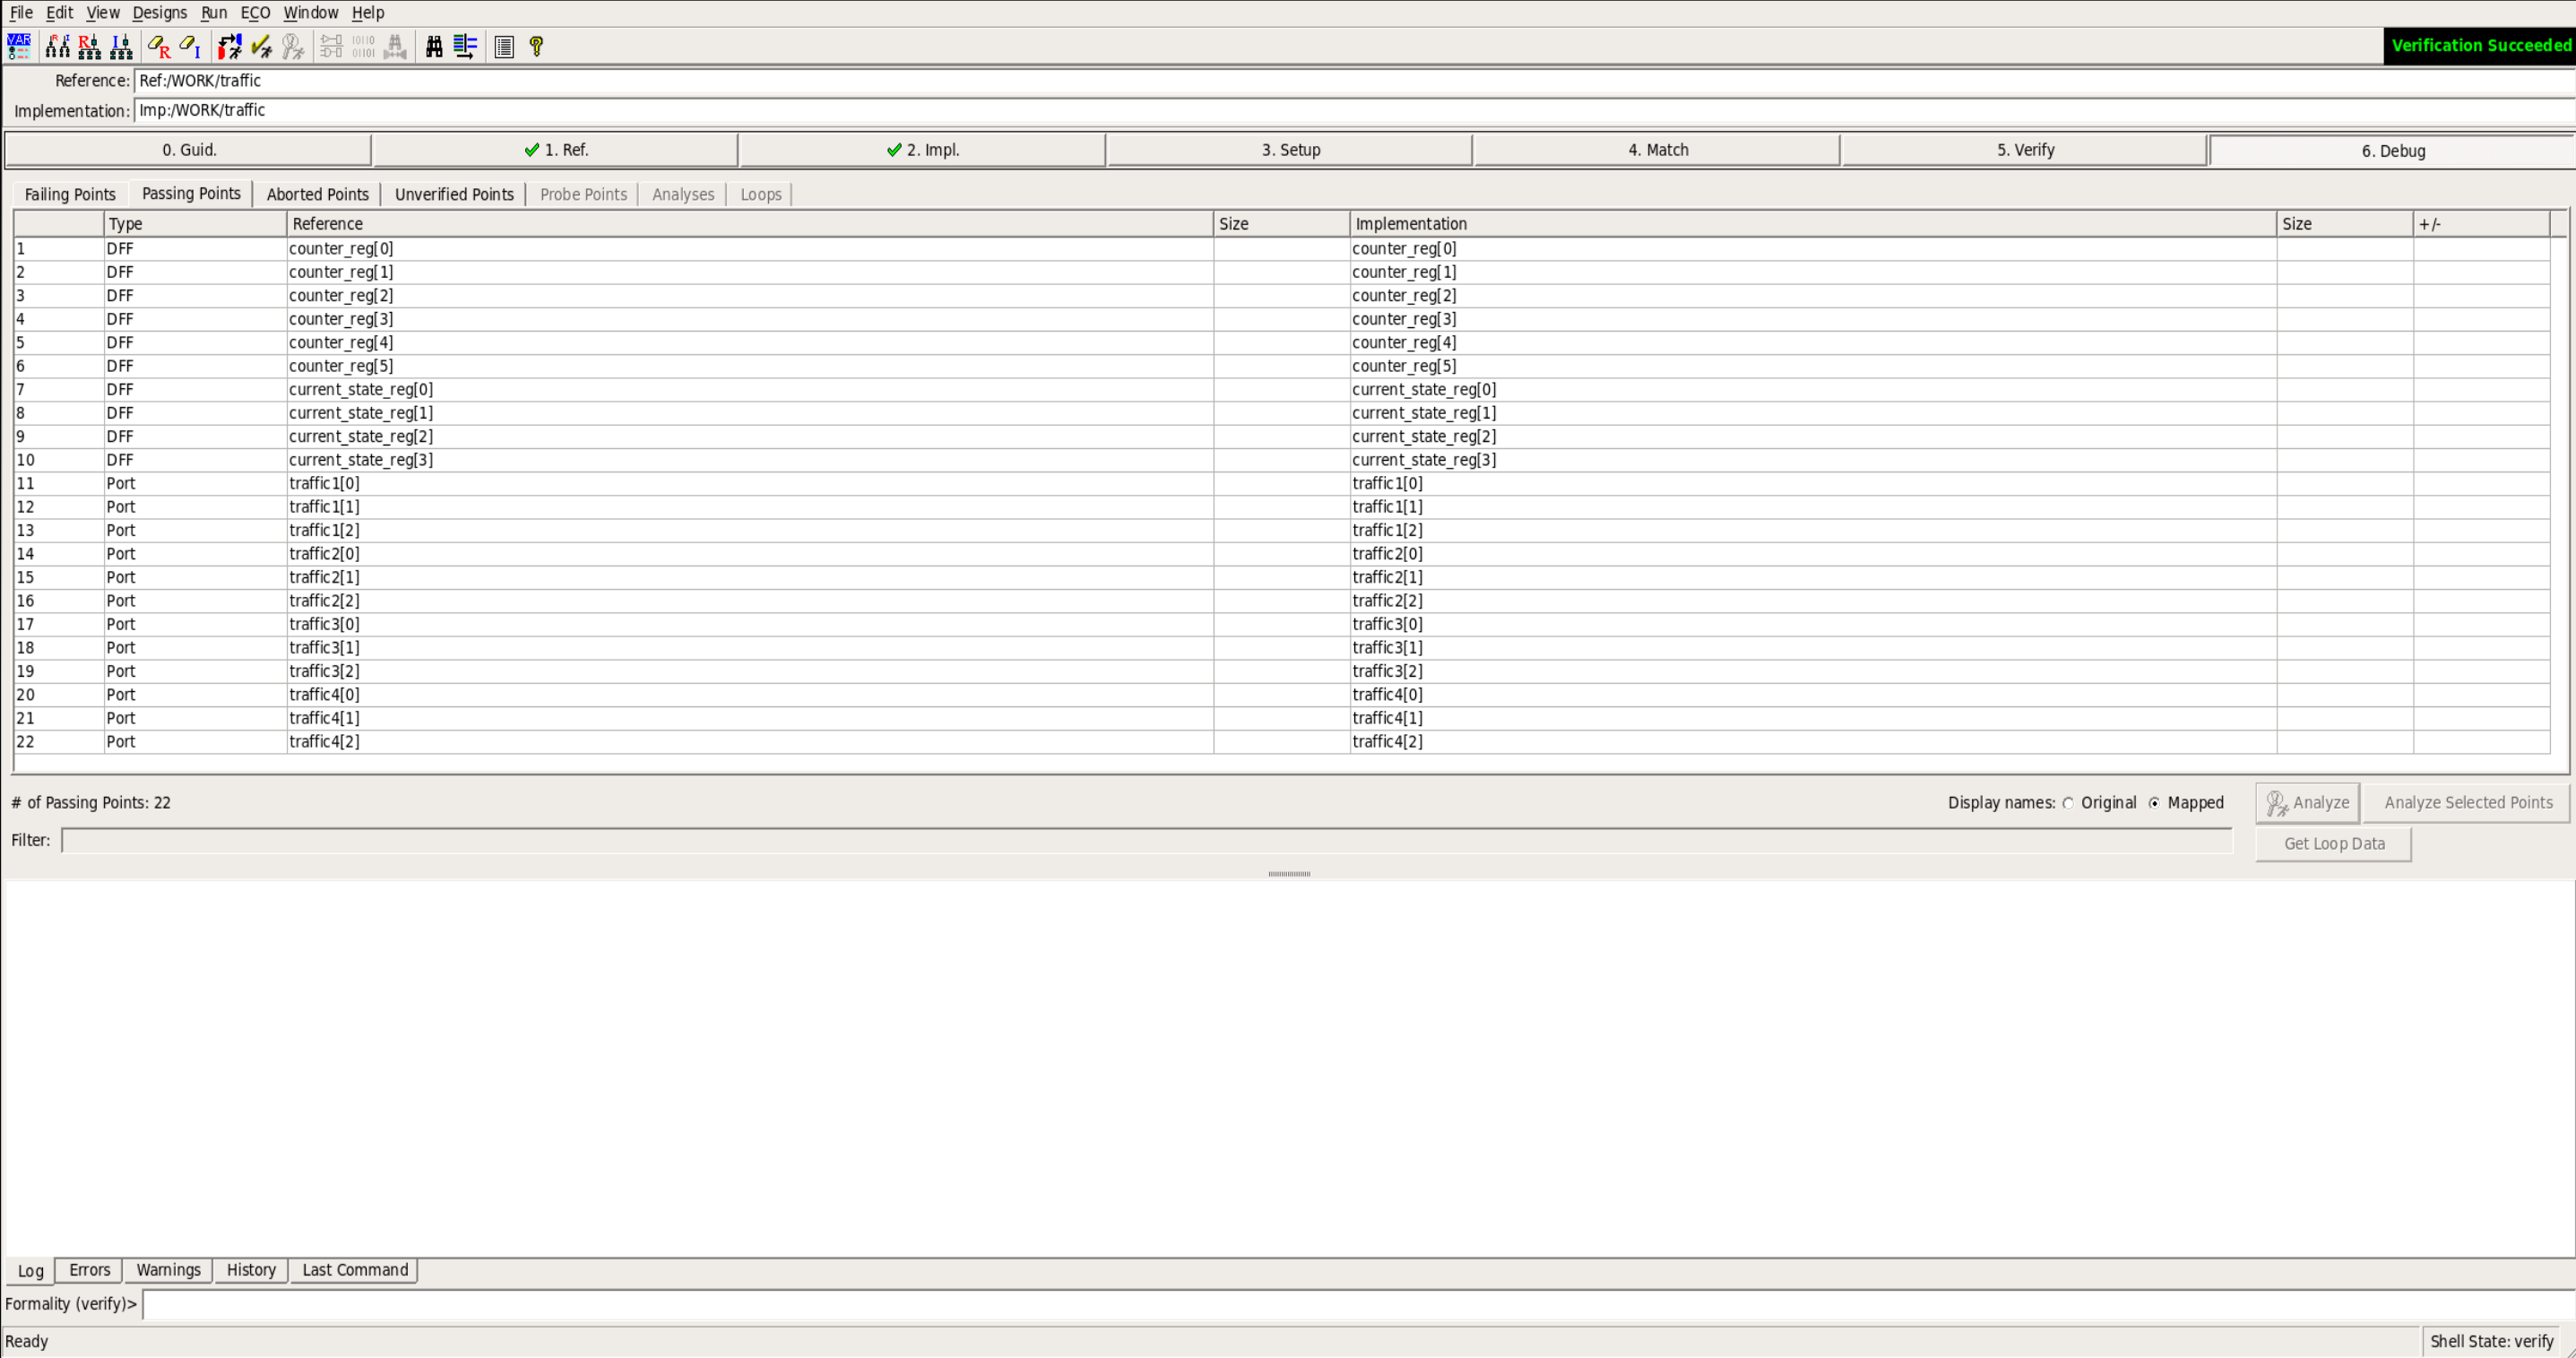 File Edit View Designs Run ECO Window Help
VAR R I R I R I 10110 01101 ?
Verification Succeeded
Reference: Ref:/WORK/traffic
Implementation: Imp:/WORK/traffic
0. Guid. 1. Ref. 2. Impl. 3. Setup 4. Match 5. Verify 6. Debug
Failing Points Passing Points Aborted Points Unverified Points Probe Points Analyses Loops
Type Reference Size Implementation Size +/-
1 DFF counter_reg[0] counter_reg[0]
2 DFF counter_reg[1] counter_reg[1]
3 DFF counter_reg[2] counter_reg[2]
4 DFF counter_reg[3] counter_reg[3]
5 DFF counter_reg[4] counter_reg[4]
6 DFF counter_reg[5] counter_reg[5]
7 DFF current_state_reg[0] current_state_reg[0]
8 DFF current_state_reg[1] current_state_reg[1]
9 DFF current_state_reg[2] current_state_reg[2]
10 DFF current_state_reg[3] current_state_reg[3]
11 Port traffic1[0] traffic1[0]
12 Port traffic1[1] traffic1[1]
13 Port traffic1[2] traffic1[2]
14 Port traffic2[0] traffic2[0]
15 Port traffic2[1] traffic2[1]
16 Port traffic2[2] traffic2[2]
17 Port traffic3[0] traffic3[0]
18 Port traffic3[1] traffic3[1]
19 Port traffic3[2] traffic3[2]
20 Port traffic4[0] traffic4[0]
21 Port traffic4[1] traffic4[1]
22 Port traffic4[2] traffic4[2]
# of Passing Points: 22 Display names: Original Mapped Analyze Analyze Selected Points
Filter: Get Loop Data
Log Errors Warnings History Last Command
Formality (verify)>
Ready Shell State: verify